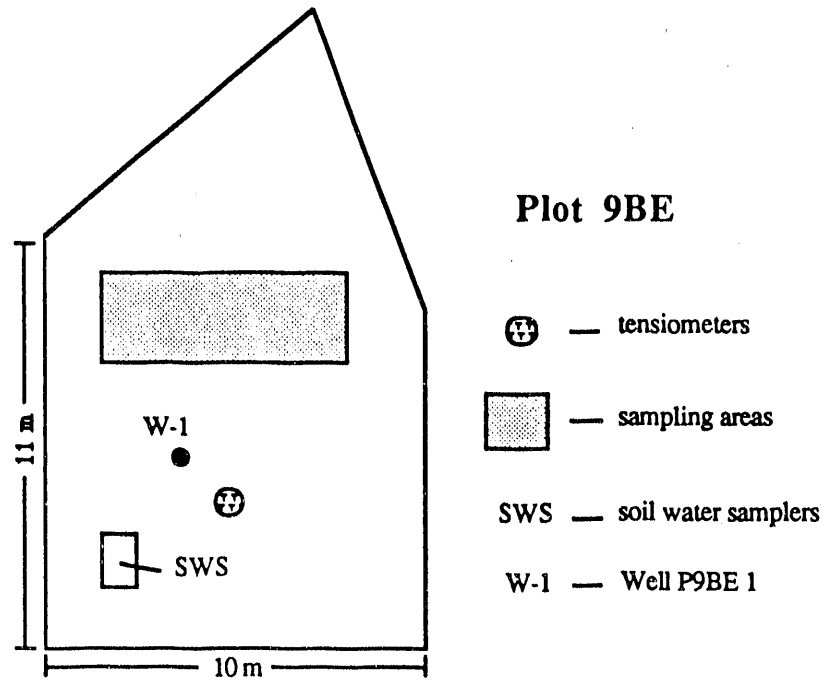 Plot 9BE
tensiometers
sampling areas
SWS — soil water samplers
W-1 — Well P9BE 1
W-1
SWS
11 m
10 m